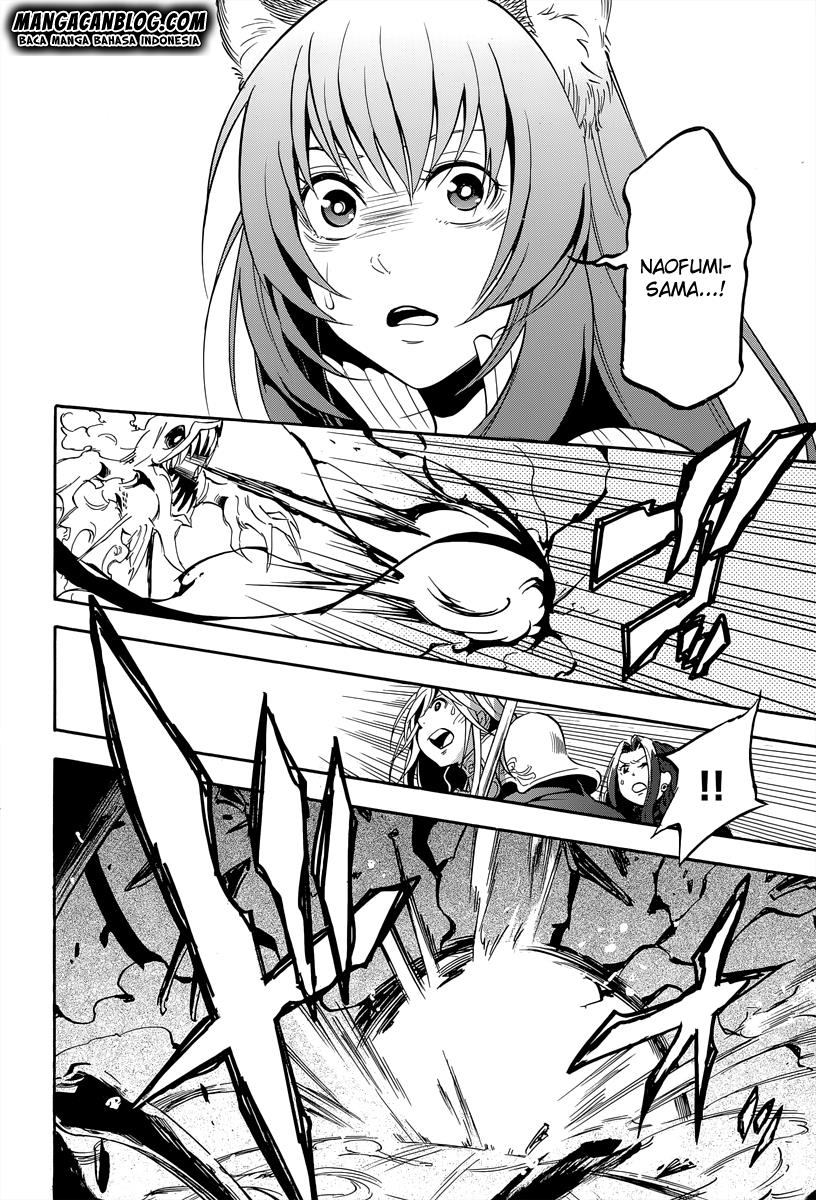 MANGACANBLOG.COM
BACA MANGA BAHASA INDONESIA
NAOFUMI-
SAMA...!
!!